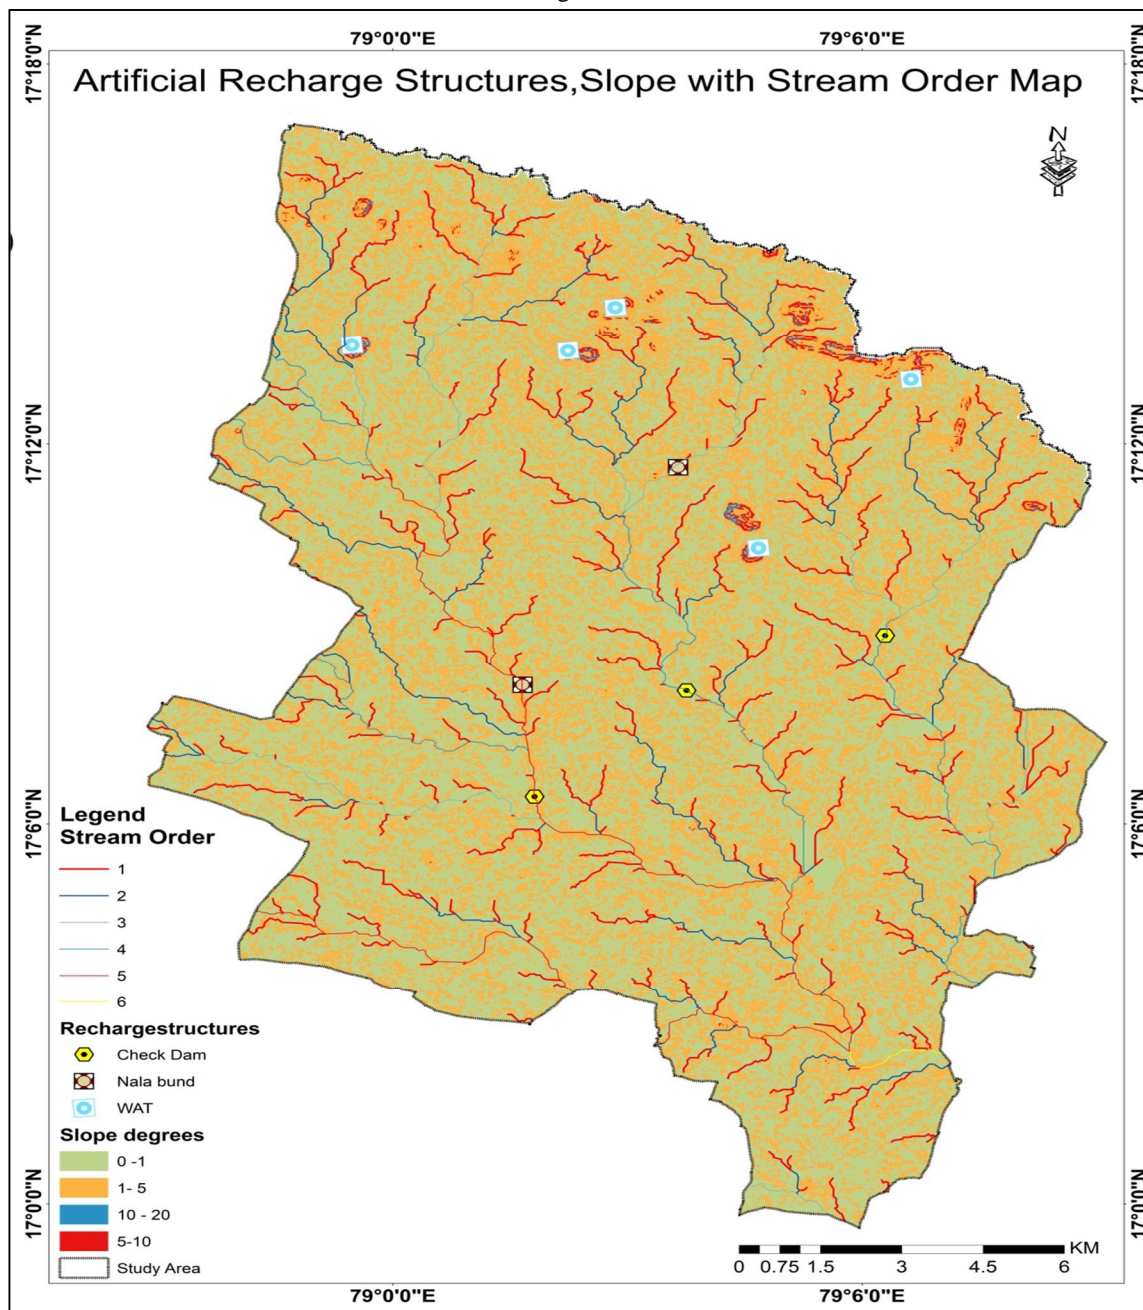 79°0'0"E 79°6'0"E
17°18'0"N 17°18'0"N
Artificial Recharge Structures,Slope with Stream Order Map
N
17°12'0"N 17°12'0"N
17°6'0"N 17°6'0"N
Legend
Stream Order
1
2
3
4
5
6
Rechargestructures
Check Dam
Nala bund
WAT
Slope degrees
0 -1
1- 5
10 - 20
5-10
Study Area
17°0'0"N 17°0'0"N
KM
0 0.75 1.5 3 4.5 6
79°0'0"E 79°6'0"E